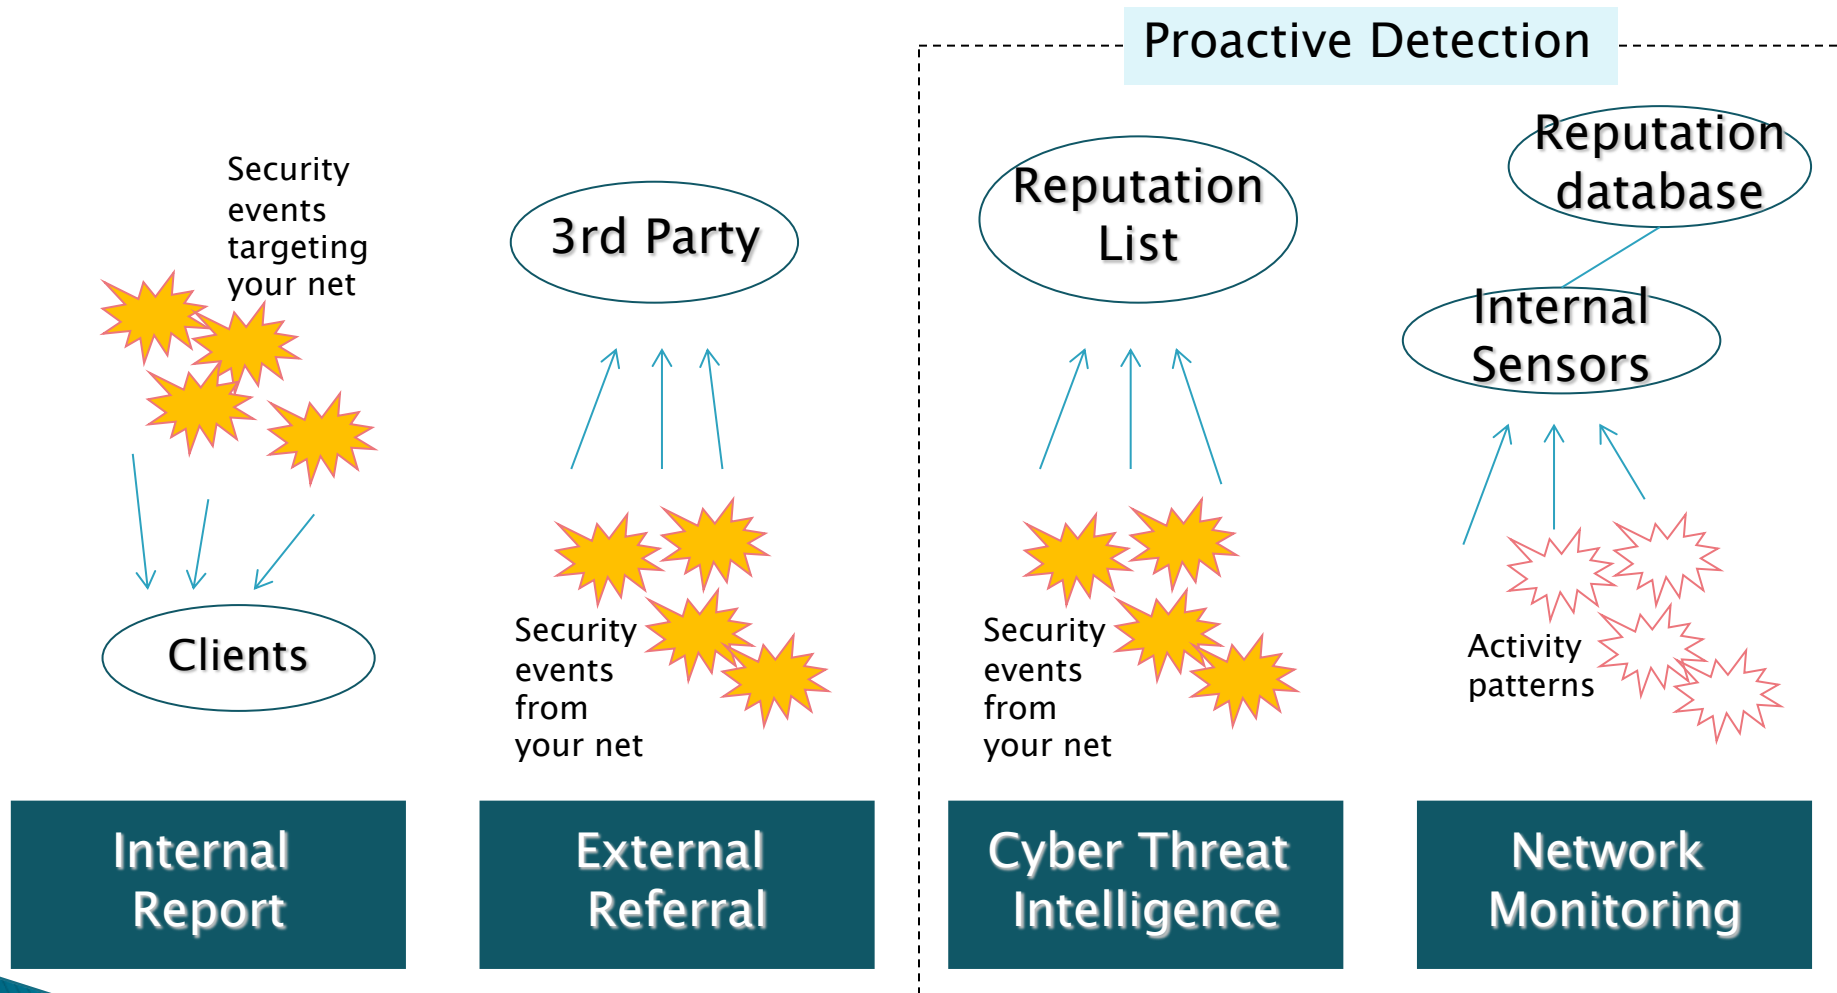 Proactive Detection
Security
events
targeting
your net
Clients
Internal
Report
3rd Party
Security
events
from
your net
External
Referral
Reputation
List
Security
events
from
your net
Cyber Threat
Intelligence
Reputation
database
Internal
Sensors
Activity
patterns
Network
Monitoring